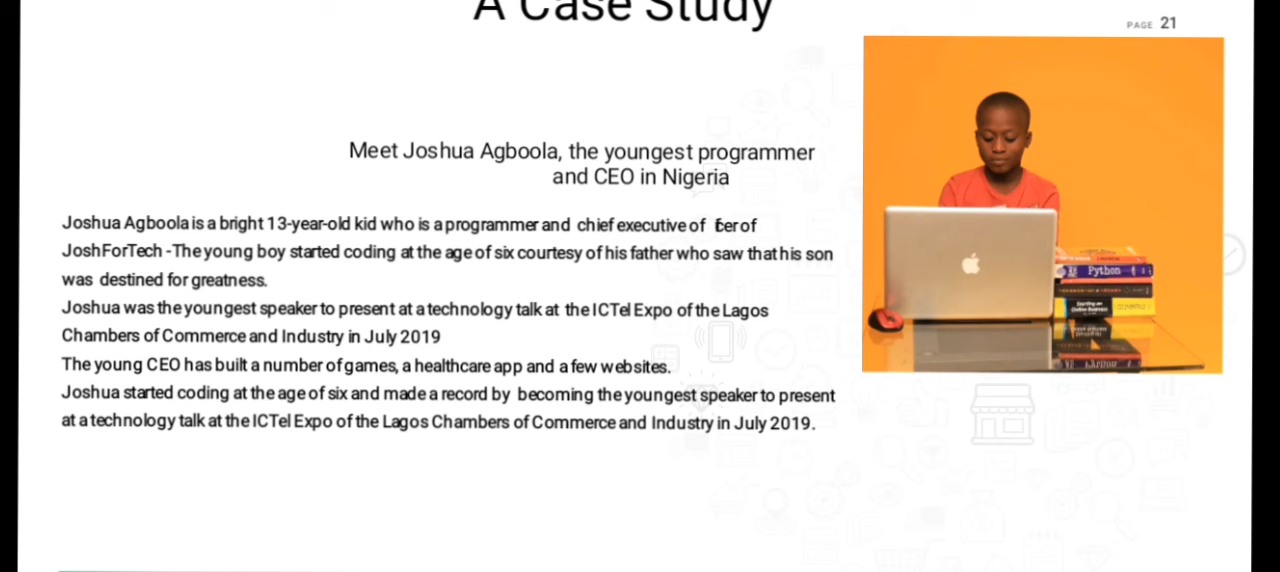 A Case Study
PAGE 21
Meet Joshua Agboola, the youngest programmer
and CEO in Nigeria
Joshua Agboola is a bright 13-year-old kid who is a programmer and chief executive of ţer of
JoshForTech - The young boy started coding at the age of six courtesy of his father who saw that his son
was destined for greatness.
Joshua was the youngest speaker to present at a technology talk at the ICTel Expo of the Lagos
Chambers of Commerce and Industry in July 2019
The young CEO has built a number of games, a healthcare app and a few websites.
Joshua started coding at the age of six and made a record by becoming the youngest speaker to present
at a technology talk at the ICTel Expo of the Lagos Chambers of Commerce and Industry in July 2019.
Python